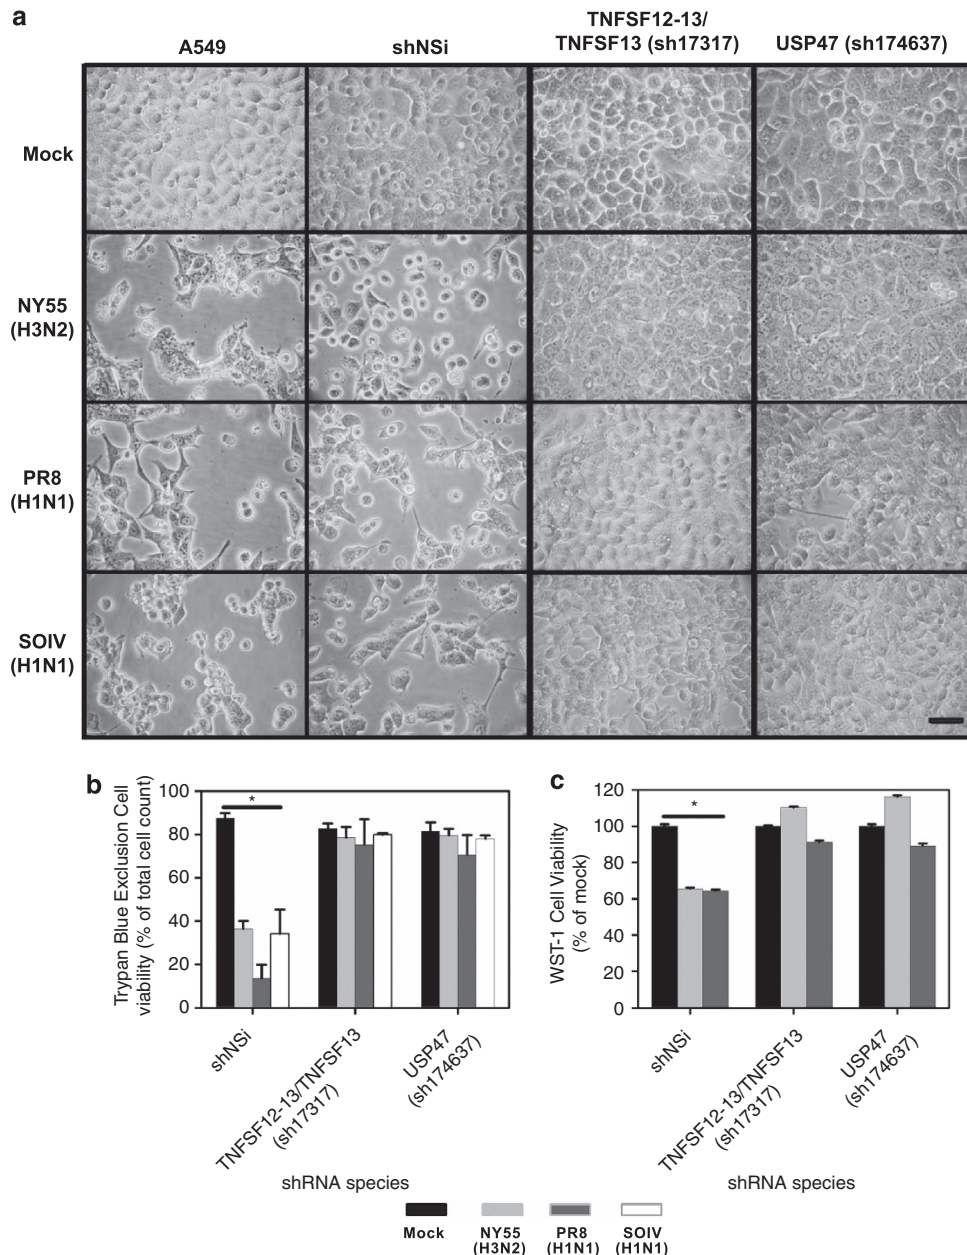 a
A549
shNSi
TNFSF12-13/
TNFSF13 (sh17317)
USP47 (sh174637)
Mock
NY55
(H3N2)
PR8
(H1N1)
SOIV
(H1N1)
b
Trypan Blue Exclusion Cell
viability (% of total cell count)
100
80
60
40
20
0
*
shNSi
TNFSF12-13/TNFSF13
(sh17317)
USP47
(sh174637)
shRNA species
c
WST-1 Cell Viability
(% of mock)
120
100
80
60
40
20
0
*
shNSi
TNFSF12-13/TNFSF13
(sh17317)
USP47
(sh174637)
shRNA species
Mock
NY55
(H3N2)
PR8
(H1N1)
SOIV
(H1N1)